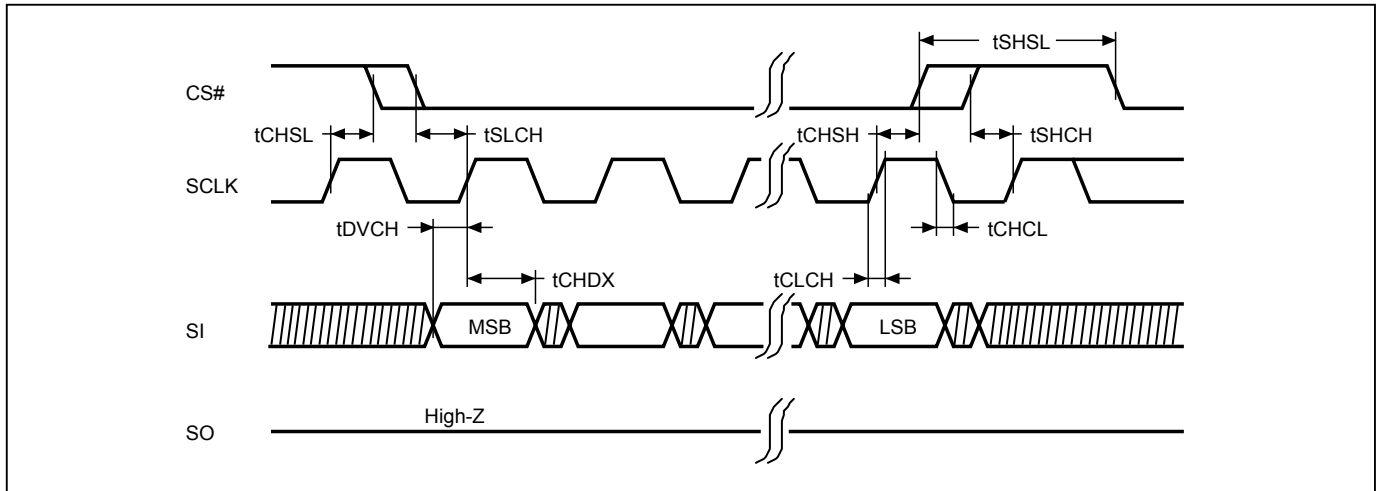 tSHSL
CS#
tCHSL
tSLCH
tCHSH
tSHCH
SCLK
tDVCH
tCHCL
tCHDX
tCLCH
SI
MSB
LSB
High-Z
SO